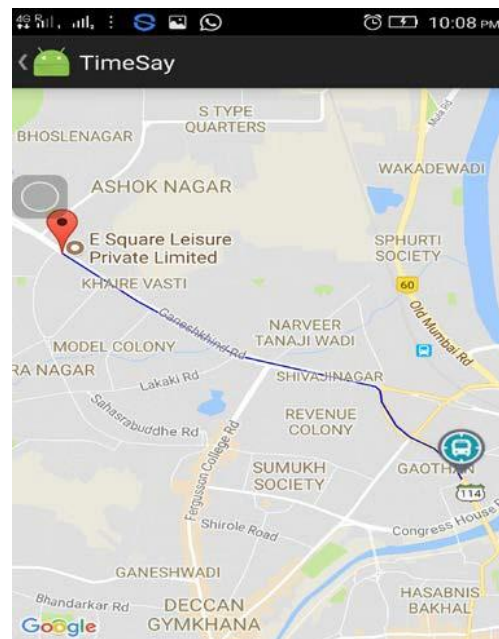 10:08 PM
TimeSay
S TYPE
QUARTERS
BHOSLENAGAR
WAKADEWADI
Mula Rd
ASHOK NAGAR
E Square Leisure
Private Limited
SPHURTI
SOCIETY
KHAIRE VASTI
60
Old Mumbai Rd
Ganeshkhind Rd
NARVEER
TANAJI WADI
MODEL COLONY
RA NAGAR
Lakaki Rd
SHIVAJINAGAR
Sahasrabuddhe Rd
REVENUE
COLONY
Fergusson College Rd
GAOTHAN
SUMUKH
SOCIETY
114
Shirole Road
Congress House R
GANESHWADI
Bhandarkar Rd
DECCAN
GYMKHANA
HASABNIS
BAKHAL
Google